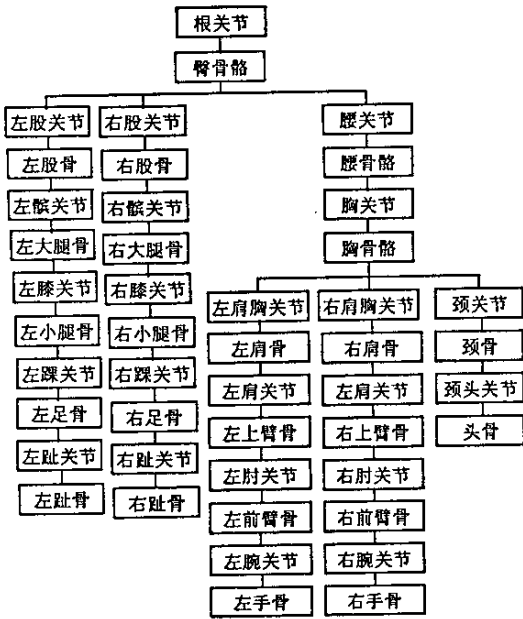 根关节
臀骨骼
左股关节 右股关节 腰关节
左股骨 右股骨 腰骨骼
左髌关节 右髌关节 胸关节
左大腿骨 右大腿骨 胸骨骼
左膝关节 右膝关节 左肩胸关节 右肩胸关节 颈关节
左小腿骨 右小腿骨 左肩骨 右肩骨 颈骨
左踝关节 右踝关节 左肩关节 左肩关节 颈头关节
左足骨 右足骨 左上臂骨 右上臂骨 头骨
左趾关节 右趾关节 左肘关节 右肘关节
左趾骨 右趾骨 左前臂骨 右前臂骨
左腕关节 右腕关节
左手骨 右手骨